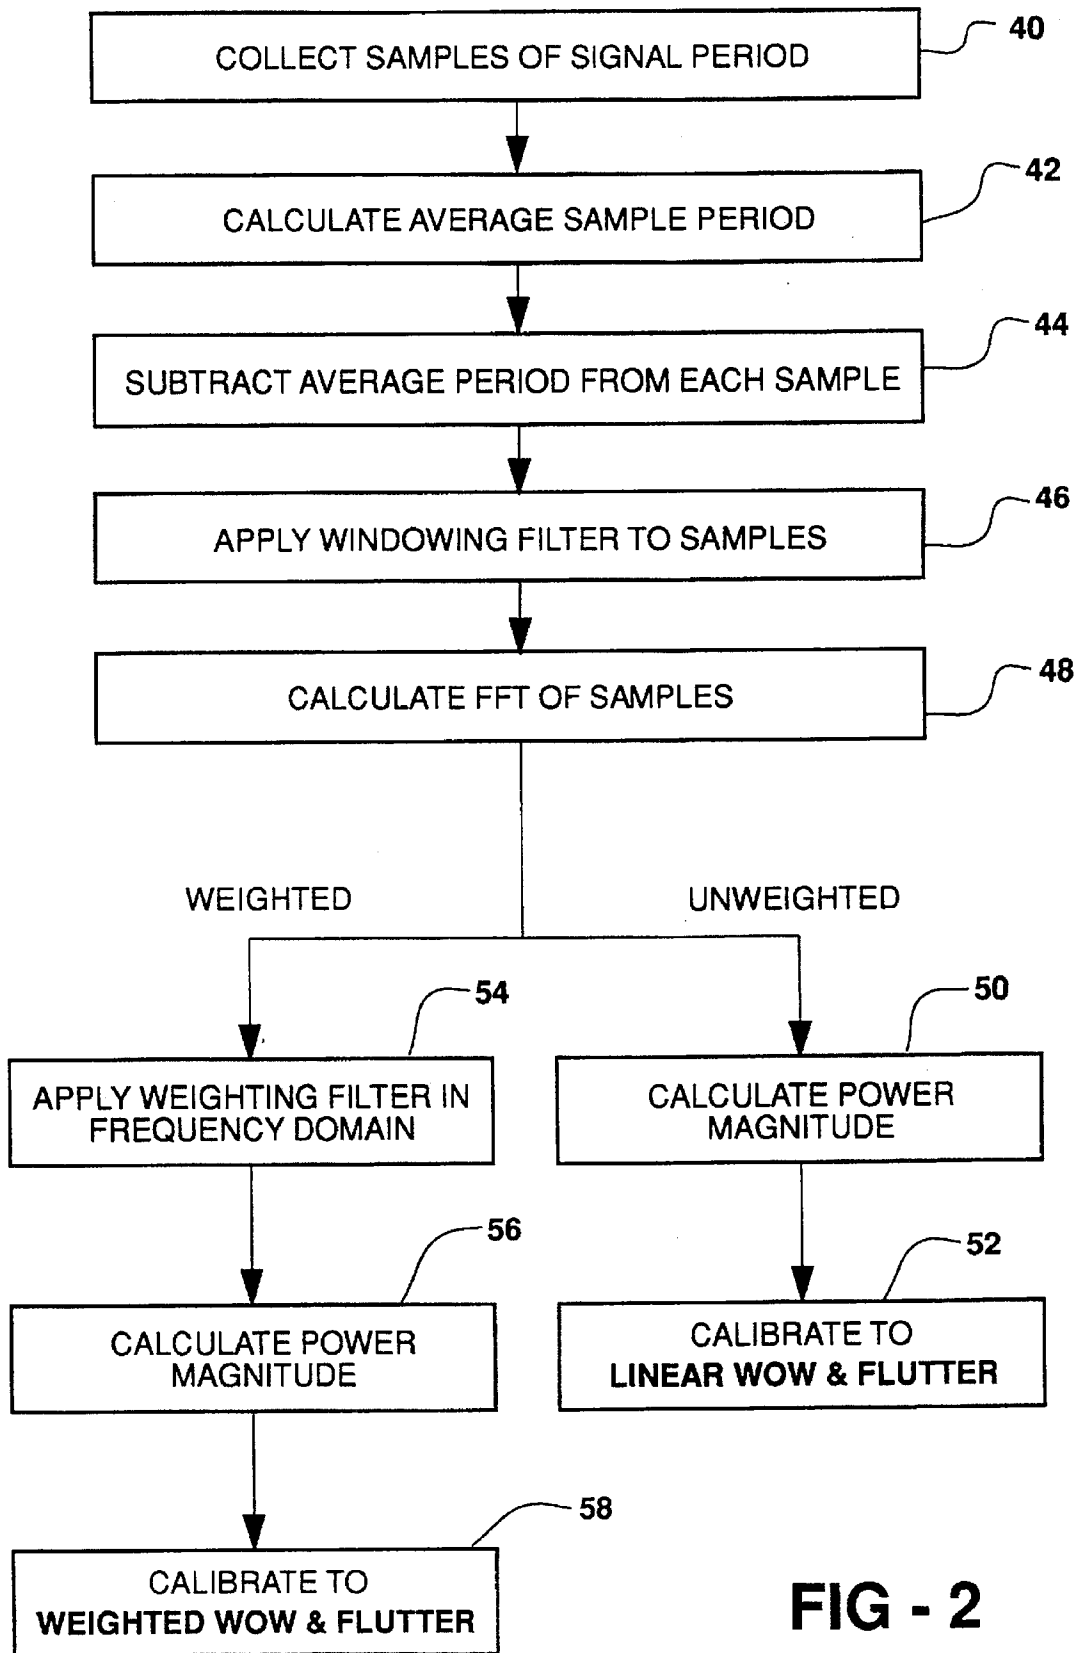 COLLECT SAMPLES OF SIGNAL PERIOD
40
CALCULATE AVERAGE SAMPLE PERIOD
42
SUBTRACT AVERAGE PERIOD FROM EACH SAMPLE
44
APPLY WINDOWING FILTER TO SAMPLES
46
CALCULATE FFT OF SAMPLES
48
WEIGHTED
UNWEIGHTED
54
APPLY WEIGHTING FILTER IN
FREQUENCY DOMAIN
50
CALCULATE POWER
MAGNITUDE
56
CALCULATE POWER
MAGNITUDE
52
CALIBRATE TO
LINEAR WOW & FLUTTER
58
CALIBRATE TO
WEIGHTED WOW & FLUTTER
FIG - 2